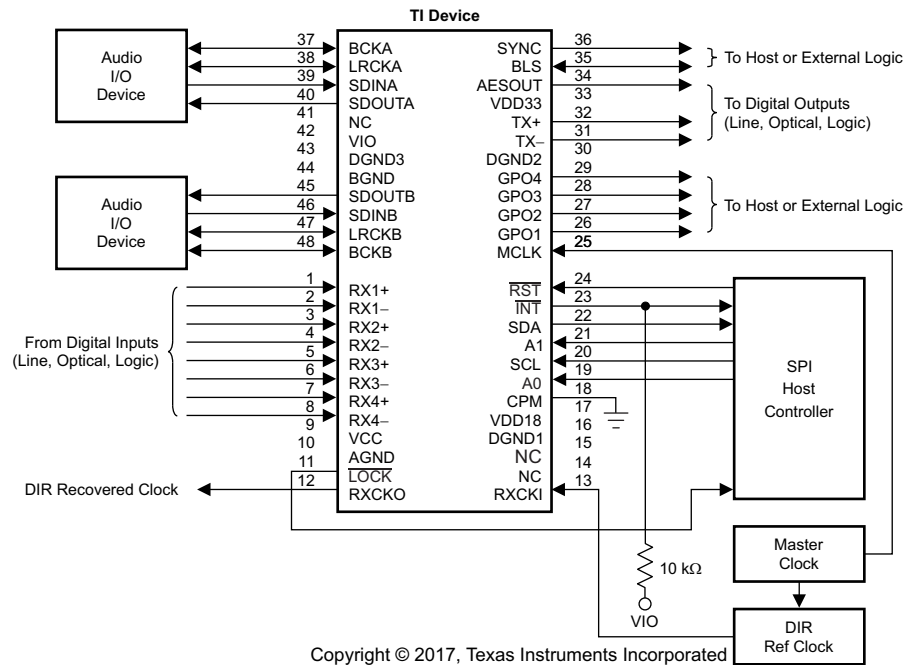 TI Device
Audio
I/O
Device
37
38
39
40
41
42
43
44
45
46
47
48
BCKA
LRCKA
SDINA
SDOUTA
NC
VIO
DGND3
BGND
SDOUTB
SDINB
LRCKB
BCKB
Audio
I/O
Device
SYNC
BLS
AESOUT
VDD33
TX+
TX−
DGND2
GPO4
GPO3
GPO2
GPO1
MCLK
36
35
34
33
32
31
30
29
28
27
26
25
To Host or External Logic
To Digital Outputs
(Line, Optical, Logic)
To Host or External Logic
From Digital Inputs
(Line, Optical, Logic)
1
2
3
4
5
6
7
8
9
10
11
12
RX1+
RX1−
RX2+
RX2−
RX3+
RX3−
RX4+
RX4−
VCC
AGND
LOCK
RXCKO
DIR Recovered Clock
RST
INT
SDA
A1
SCL
A0
CPM
VDD18
DGND1
NC
NC
RXCKI
24
23
22
21
20
19
18
17
16
15
14
13
SPI
Host
Controller
10 kΩ
VIO
Master
Clock
DIR
Ref Clock
Copyright © 2017, Texas Instruments Incorporated